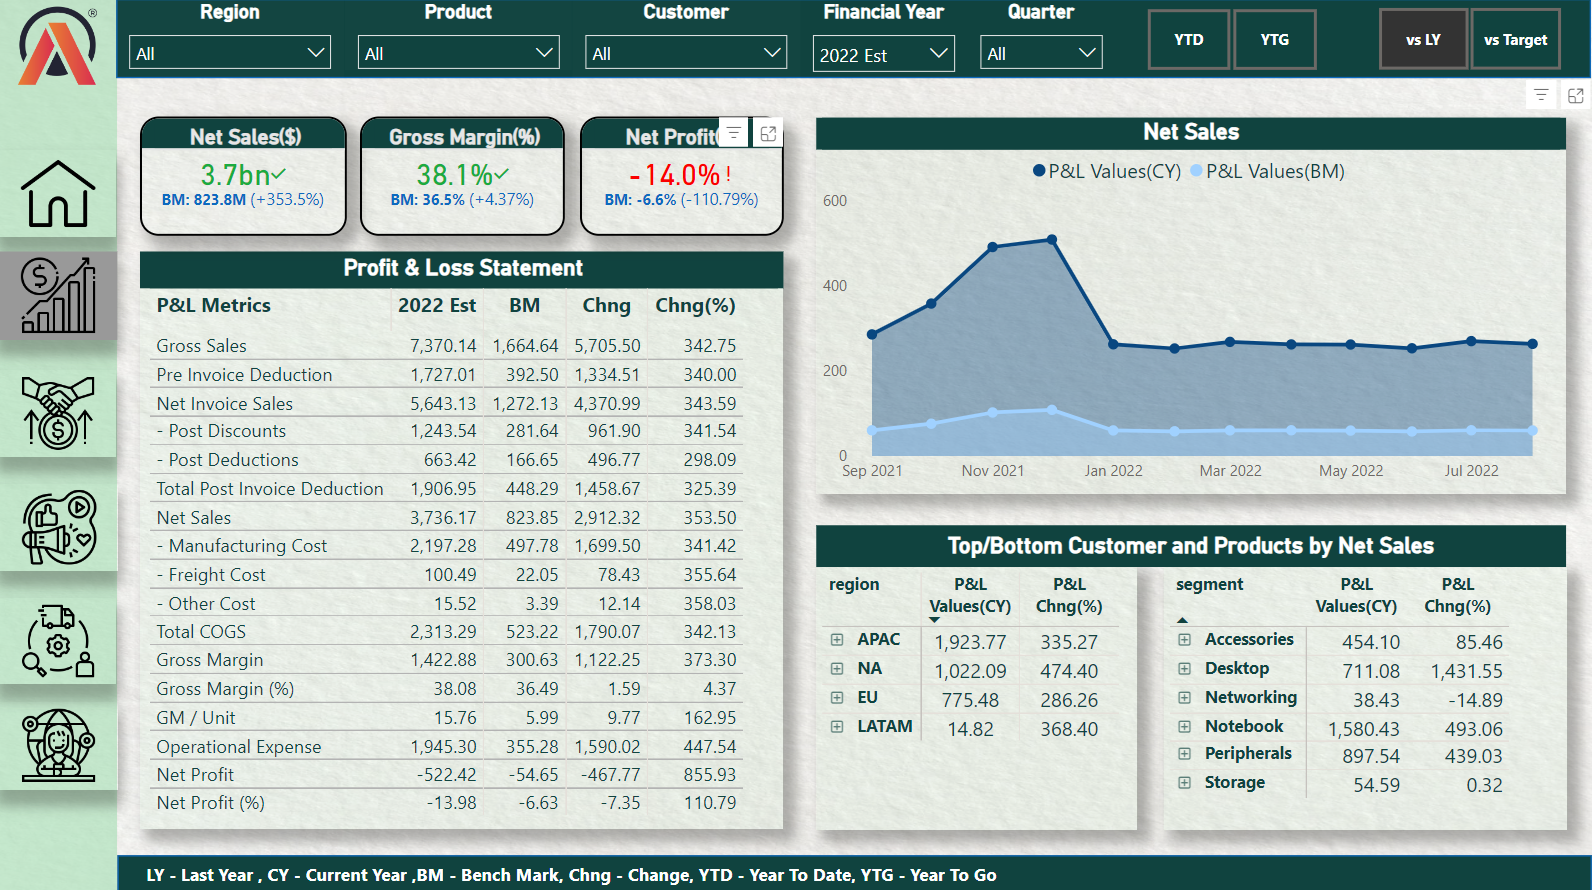 ®
Region Product Customer Financial Year Quarter
All All All 2022 Est All YTD YTG vs LY vs Target
Net Sales($) Gross Margin(%) Net Profit(
3.7bn 38.1% -14.0% !
BM: 823.8M (+353.5%) BM: 36.5% (+4.37%) BM: -6.6% (-110.79%)
Profit & Loss Statement
P&L Metrics 2022 Est BM Chng Chng(%)
Gross Sales 7,370.14 1,664.64 5,705.50 342.75
Pre Invoice Deduction 1,727.01 392.50 1,334.51 340.00
Net Invoice Sales 5,643.13 1,272.13 4,370.99 343.59
- Post Discounts 1,243.54 281.64 961.90 341.54
- Post Deductions 663.42 166.65 496.77 298.09
Total Post Invoice Deduction 1,906.95 448.29 1,458.67 325.39
Net Sales 3,736.17 823.85 2,912.32 353.50
- Manufacturing Cost 2,197.28 497.78 1,699.50 341.42
- Freight Cost 100.49 22.05 78.43 355.64
- Other Cost 15.52 3.39 12.14 358.03
Total COGS 2,313.29 523.22 1,790.07 342.13
Gross Margin 1,422.88 300.63 1,122.25 373.30
Gross Margin (%) 38.08 36.49 1.59 4.37
GM / Unit 15.76 5.99 9.77 162.95
Operational Expense 1,945.30 355.28 1,590.02 447.54
Net Profit -522.42 -54.65 -467.77 855.93
Net Profit (%) -13.98 -6.63 -7.35 110.79
Net Sales
P&L Values(CY) P&L Values(BM)
600
400
200
0
Sep 2021 Nov 2021 Jan 2022 Mar 2022 May 2022 Jul 2022
Top/Bottom Customer and Products by Net Sales
region P&L Values(CY) P&L Chng(%)
APAC 1,923.77 335.27
NA 1,022.09 474.40
EU 775.48 286.26
LATAM 14.82 368.40
segment P&L Values(CY) P&L Chng(%)
Accessories 454.10 85.46
Desktop 711.08 1,431.55
Networking 38.43 -14.89
Notebook 1,580.43 493.06
Peripherals 897.54 439.03
Storage 54.59 0.32
LY - Last Year , CY - Current Year ,BM - Bench Mark, Chng - Change, YTD - Year To Date, YTG - Year To Go